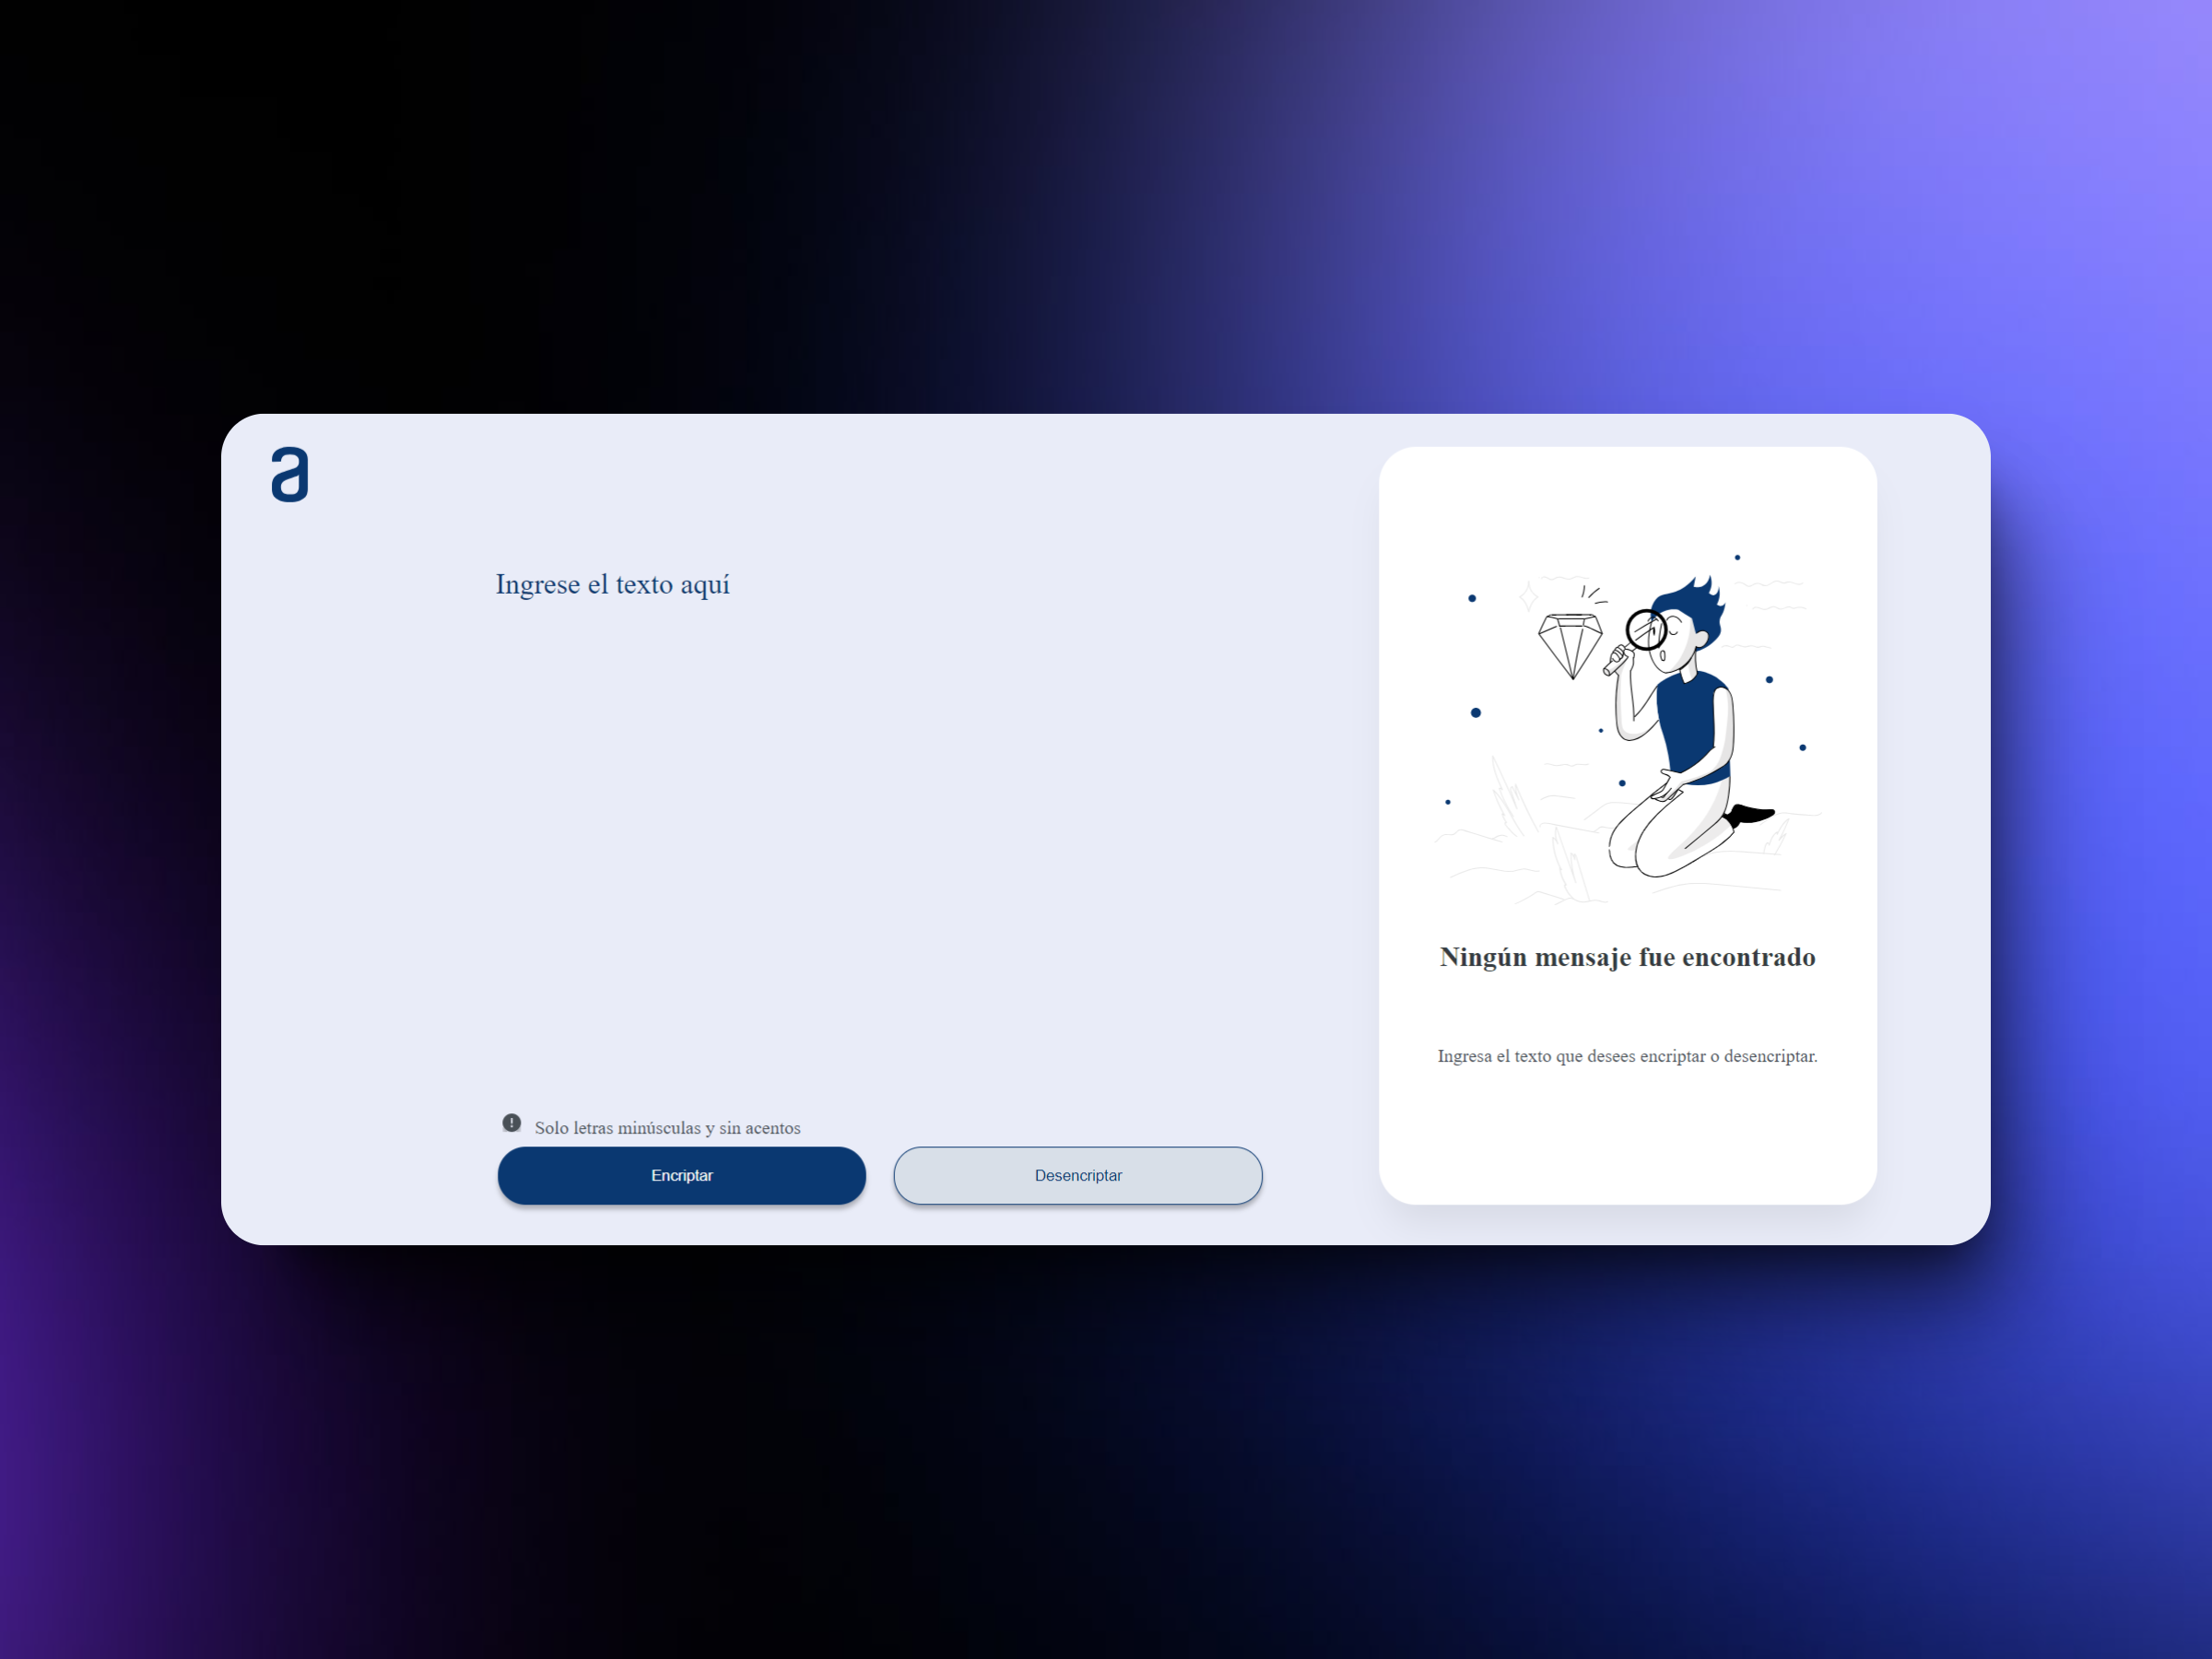 a
Ingrese el texto aquí
Solo letras minúsculas y sin acentos
Encriptar
Desencriptar
Ningún mensaje fue encontrado
Ingresa el texto que desees encriptar o desencriptar.